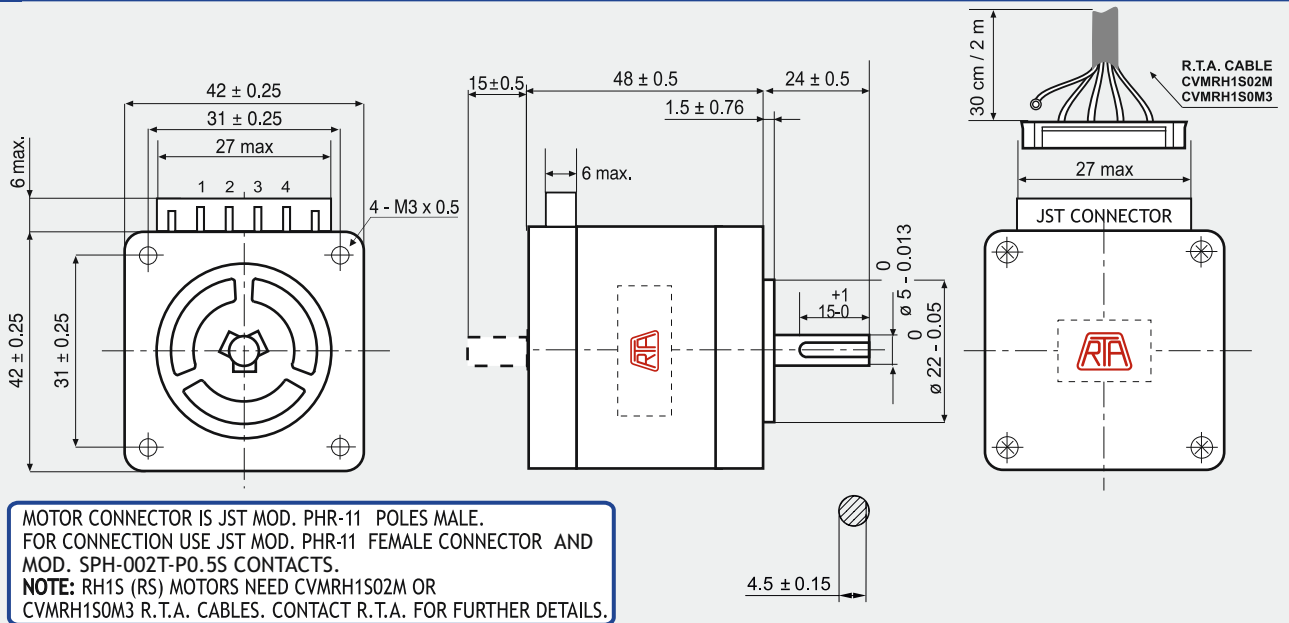 42 ± 0.25
31 ± 0.25
27 max
6 max.
1 2 3 4
4 - M3 x 0.5
42 ± 0.25
31 ± 0.25
15±0.5
48 ± 0.5
24 ± 0.5
1.5 ± 0.76
6 max.
+1
15-0
0
ø 5 - 0.013
0
ø 22 - 0.05
RTA
4.5 ± 0.15
30 cm / 2 m
R.T.A. CABLE
CVMRH1S02M
CVMRH1S0M3
27 max
JST CONNECTOR
RTA
MOTOR CONNECTOR IS JST MOD. PHR-11 POLES MALE.
FOR CONNECTION USE JST MOD. PHR-11 FEMALE CONNECTOR AND
MOD. SPH-002T-P0.5S CONTACTS.
NOTE: RH1S (RS) MOTORS NEED CVMRH1S02M OR
CVMRH1S0M3 R.T.A. CABLES. CONTACT R.T.A. FOR FURTHER DETAILS.